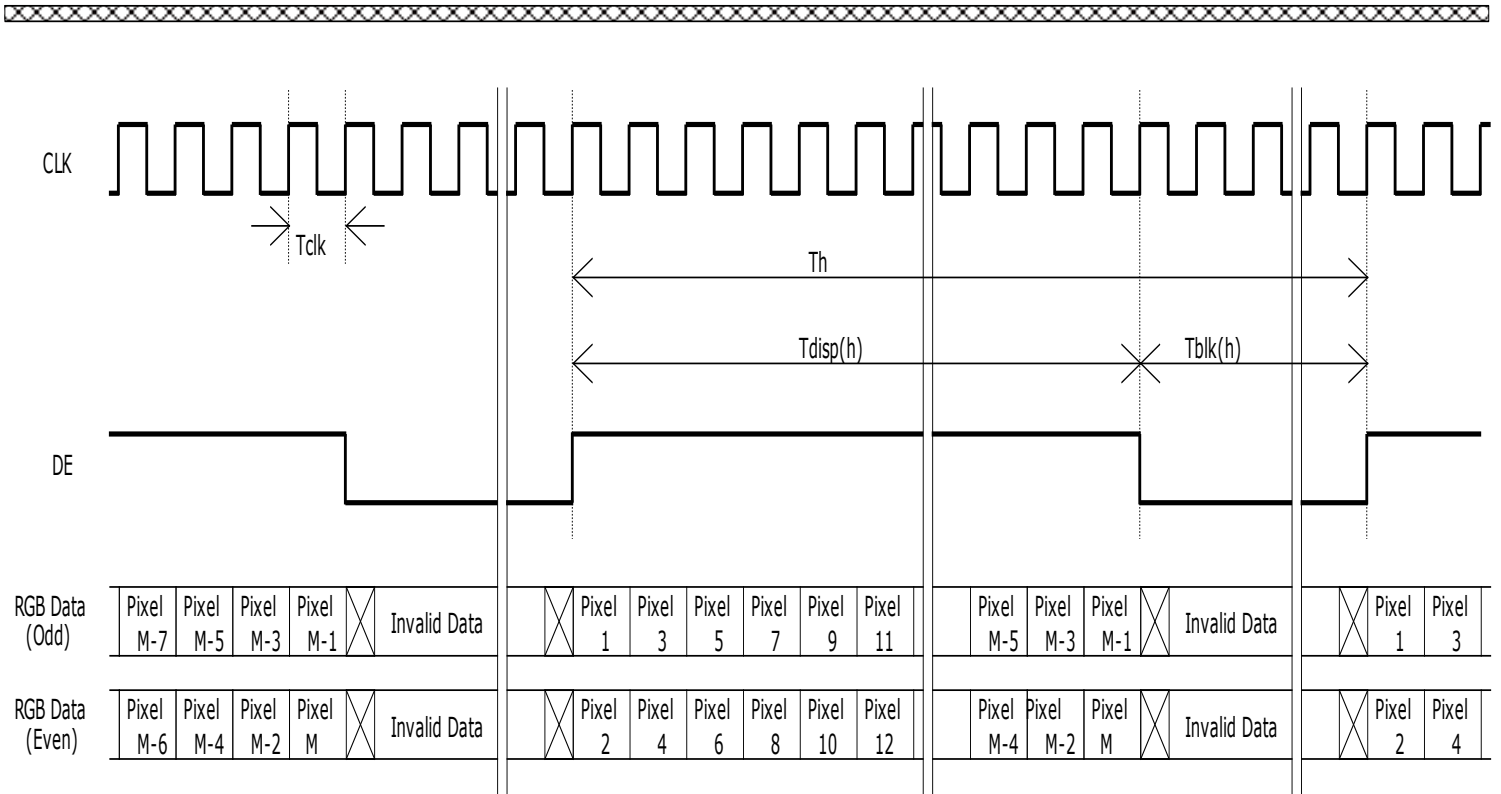 CLK
Tclk
Th
Tdisp(h) Tblk(h)
DE
RGB Data
(Odd)
Pixel Pixel Pixel Pixel Invalid Data Pixel Pixel Pixel Pixel Pixel Pixel Pixel Pixel Pixel Invalid Data Pixel Pixel
M-7 M-5 M-3 M-1 1 3 5 7 9 11 M-5 M-3 M-1 1 3
RGB Data
(Even)
Pixel Pixel Pixel Pixel Invalid Data Pixel Pixel Pixel Pixel Pixel Pixel Pixel Pixel Pixel Invalid Data Pixel Pixel
M-6 M-4 M-2 M 2 4 6 8 10 12 M-4 M-2 M 2 4